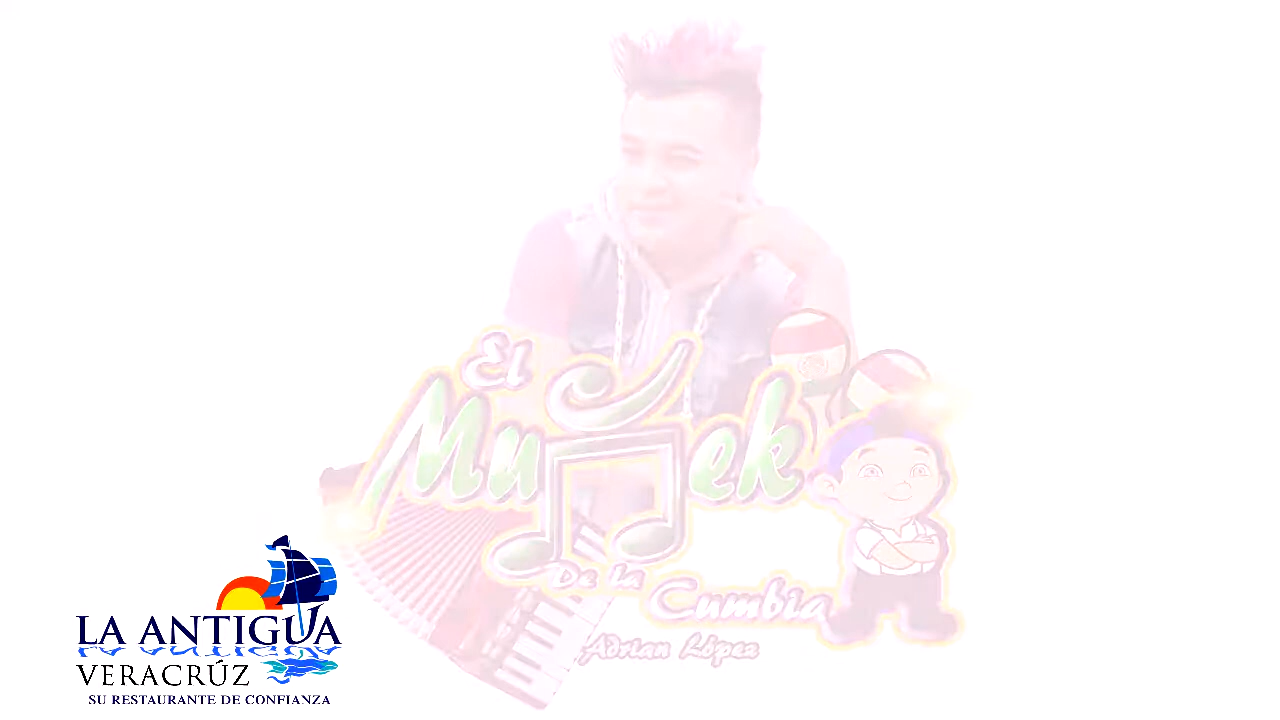 El
Muñek
De la
Cumbia
Adrian López
LA ANTIGUA
VERACRÚZ
SU RESTAURANTE DE CONFIANZA